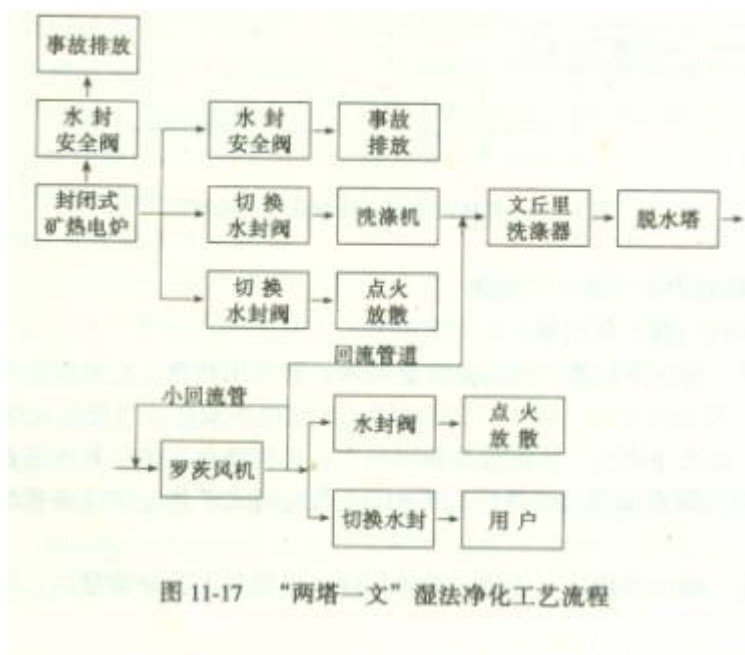 事故排放
水 封
安全阀
水 封
安全阀
事故
排放
封闭式
矿热电炉
切 换
水封阀
洗涤机
文丘里
洗涤器
脱水塔
切 换
水封阀
点火
放散
回流管道
小回流管
水封阀
点 火
放 散
罗茨风机
切换水封
用 户
图 11-17 “两塔一文”湿法净化工艺流程